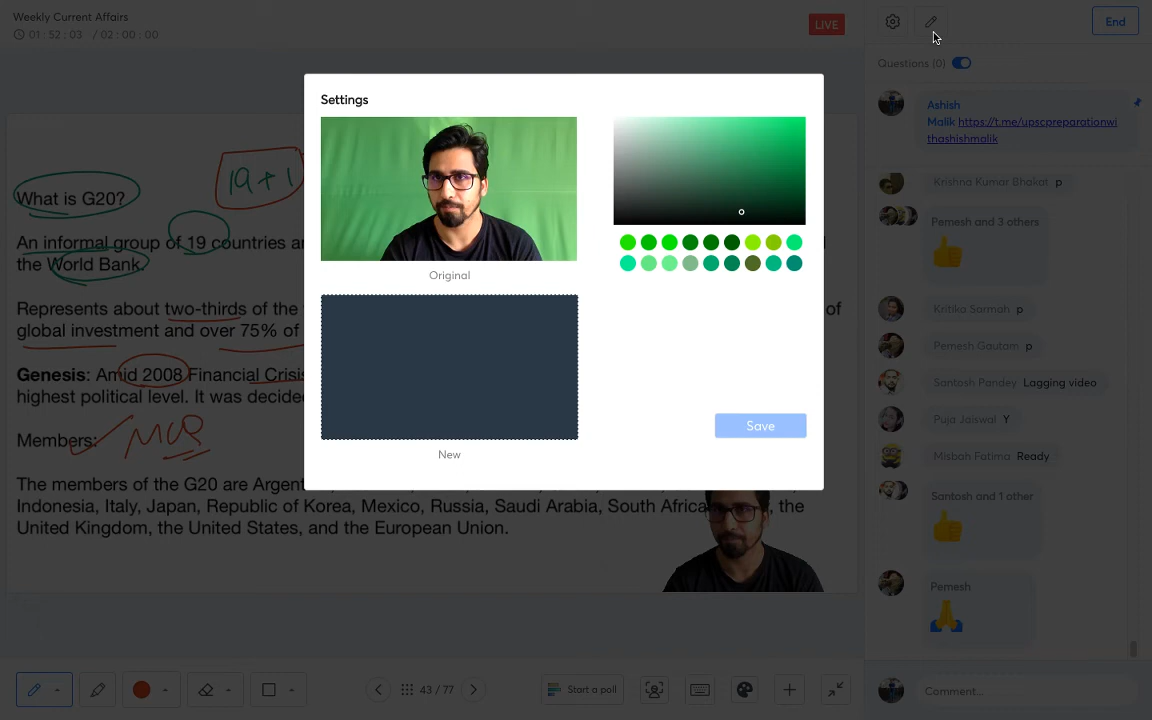 Weekly Current Affairs
01 : 52 : 03 / 02 : 00 : 00
LIVE
End
Questions (0)
Settings
Original
New
Save
What is G20?
19+1
An informal group of 19 countries an
the World Bank.
Represents about two-thirds of the
of
global investment and over 75% of
Genesis: Amid 2008 Financial Crisis
highest political level. It was decide
Members:
The members of the G20 are Argent
Indonesia, Italy, Japan, Republic of Korea, Mexico, Russia, Saudi Arabia, South Africa, the
United Kingdom, the United States, and the European Union.
Ashish
Malik https://t.me/upscpreparationwi
thashishmalik
Krishna Kumar Bhakat p
Pemesh and 3 others
Kritika Sarmah p
Pemesh Gautam p
Santosh Pandey Lagging video
Puja Jaiswal Y
Misbah Fatima Ready
Santosh and 1 other
Pemesh
43 / 77
Start a poll
Comment...